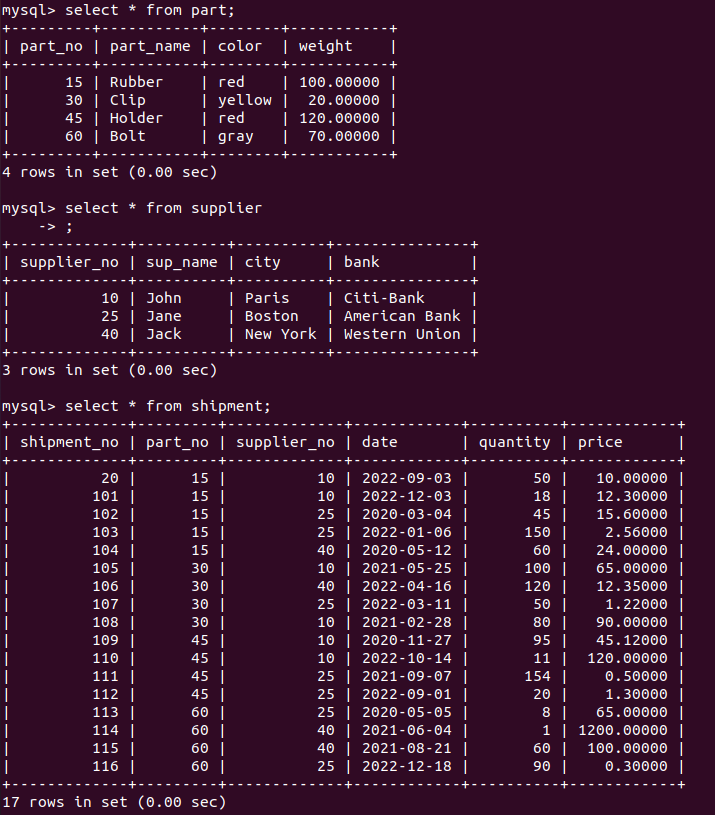 mysql> select * from part;
+---------+-----------+--------+-----------+
| part_no | part_name | color  | weight    |
+---------+-----------+--------+-----------+
|      15 | Rubber    | red    | 100.00000 |
|      30 | Clip      | yellow |  20.00000 |
|      45 | Holder    | red    | 120.00000 |
|      60 | Bolt      | gray   |  70.00000 |
+---------+-----------+--------+-----------+
4 rows in set (0.00 sec)

mysql> select * from supplier
    -> ;
+-------------+----------+----------+---------------+
| supplier_no | sup_name | city     | bank          |
+-------------+----------+----------+---------------+
|          10 | John     | Paris    | Citi-Bank     |
|          25 | Jane     | Boston   | American Bank |
|          40 | Jack     | New York | Western Union |
+-------------+----------+----------+---------------+
3 rows in set (0.00 sec)

mysql> select * from shipment;
+-------------+---------+-------------+------------+----------+------------+
| shipment_no | part_no | supplier_no | date       | quantity | price      |
+-------------+---------+-------------+------------+----------+------------+
|          20 |      15 |          10 | 2022-09-03 |       50 |   10.00000 |
|         101 |      15 |          10 | 2022-12-03 |       18 |   12.30000 |
|         102 |      15 |          25 | 2020-03-04 |       45 |   15.60000 |
|         103 |      15 |          25 | 2022-01-06 |      150 |    2.56000 |
|         104 |      15 |          40 | 2020-05-12 |       60 |   24.00000 |
|         105 |      30 |          10 | 2021-05-25 |      100 |   65.00000 |
|         106 |      30 |          40 | 2022-04-16 |      120 |   12.35000 |
|         107 |      30 |          25 | 2022-03-11 |       50 |    1.22000 |
|         108 |      30 |          10 | 2021-02-28 |       80 |   90.00000 |
|         109 |      45 |          10 | 2020-11-27 |       95 |   45.12000 |
|         110 |      45 |          10 | 2022-10-14 |       11 |  120.00000 |
|         111 |      45 |          25 | 2021-09-07 |      154 |    0.50000 |
|         112 |      45 |          25 | 2022-09-01 |       20 |    1.30000 |
|         113 |      60 |          25 | 2020-05-05 |        8 |   65.00000 |
|         114 |      60 |          40 | 2021-06-04 |        1 | 1200.00000 |
|         115 |      60 |          40 | 2021-08-21 |       60 |  100.00000 |
|         116 |      60 |          25 | 2022-12-18 |       90 |    0.30000 |
+-------------+---------+-------------+------------+----------+------------+
17 rows in set (0.00 sec)